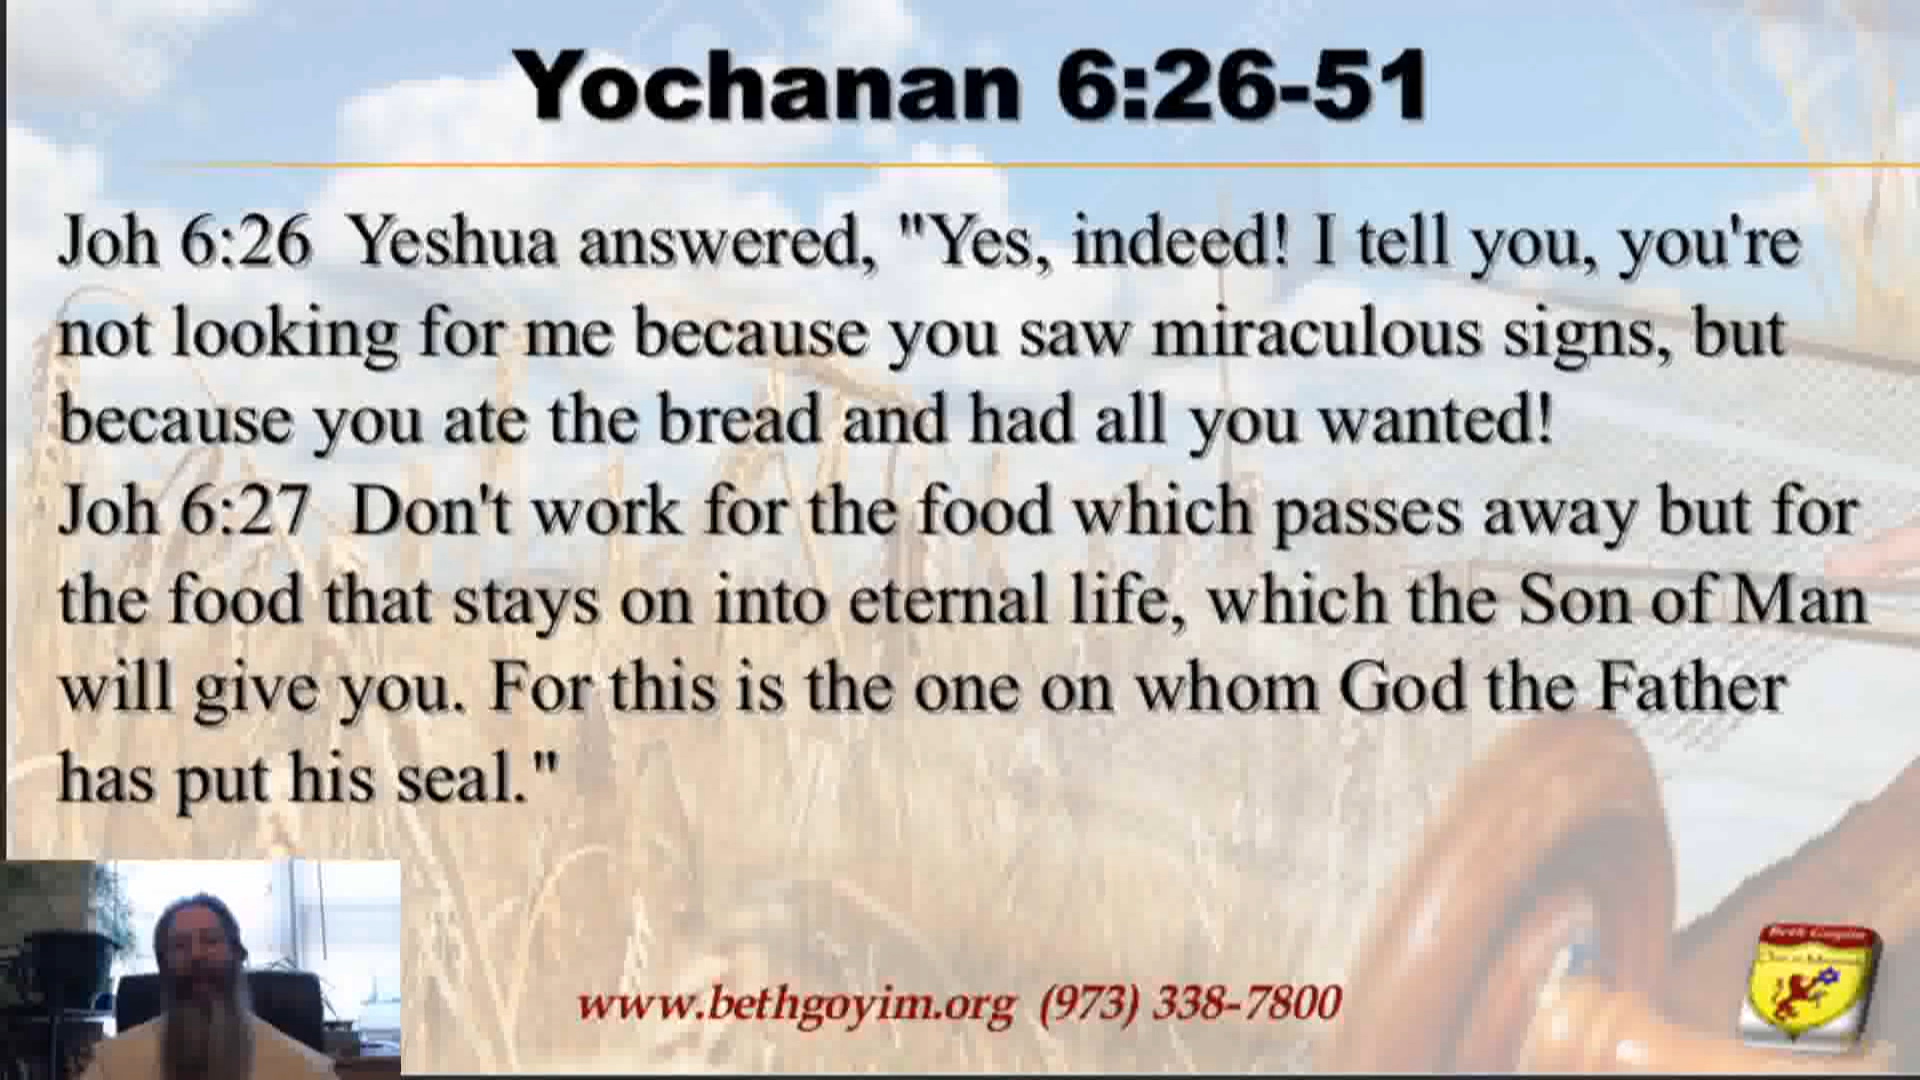 Yochanan 6:26-51
Joh 6:26 Yeshua answered, "Yes, indeed! I tell you, you're
not looking for me because you saw miraculous signs, but
because you ate the bread and had all you wanted!
Joh 6:27 Don't work for the food which passes away but for
the food that stays on into eternal life, which the Son of Man
will give you. For this is the one on whom God the Father
has put his seal."
www.bethgoyim.org (973) 338-7800
Beth Goyim